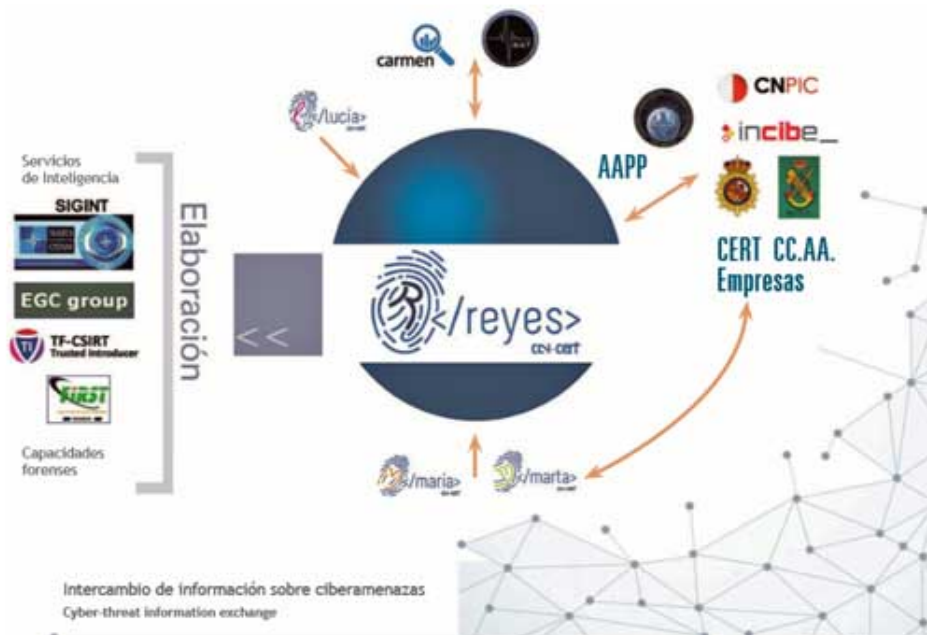 carmen
</lucia>
CNPIC
incibe_
AAPP
Servicios
de Inteligencia
SIGINT
EGC group
TF-CSIRT
Trusted Introducer
FIRST
Capacidades
forenses
Elaboración
<<
</reyes>
ccn-cert
CERT CC.AA.
Empresas
</maria>
</marta>
Intercambio de información sobre ciberamenazas
Cyber-threat information exchange